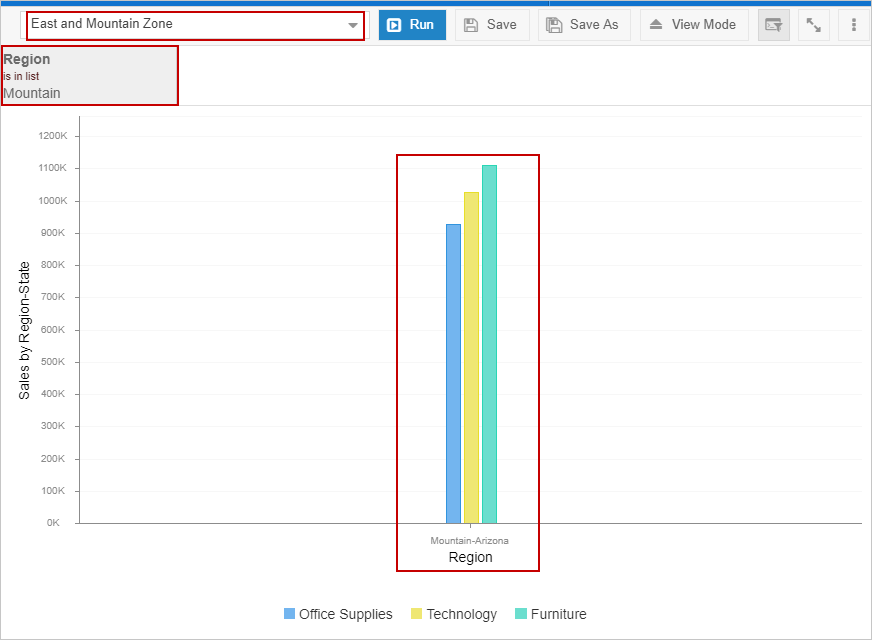 East and Mountain Zone
Run
Save
Save As
View Mode
Region
is in list
Mountain
1200K
1100K
1000K
900K
800K
700K
600K
500K
400K
300K
200K
100K
0K
Sales by Region-State
Mountain-Arizona
Region
Office Supplies
Technology
Furniture